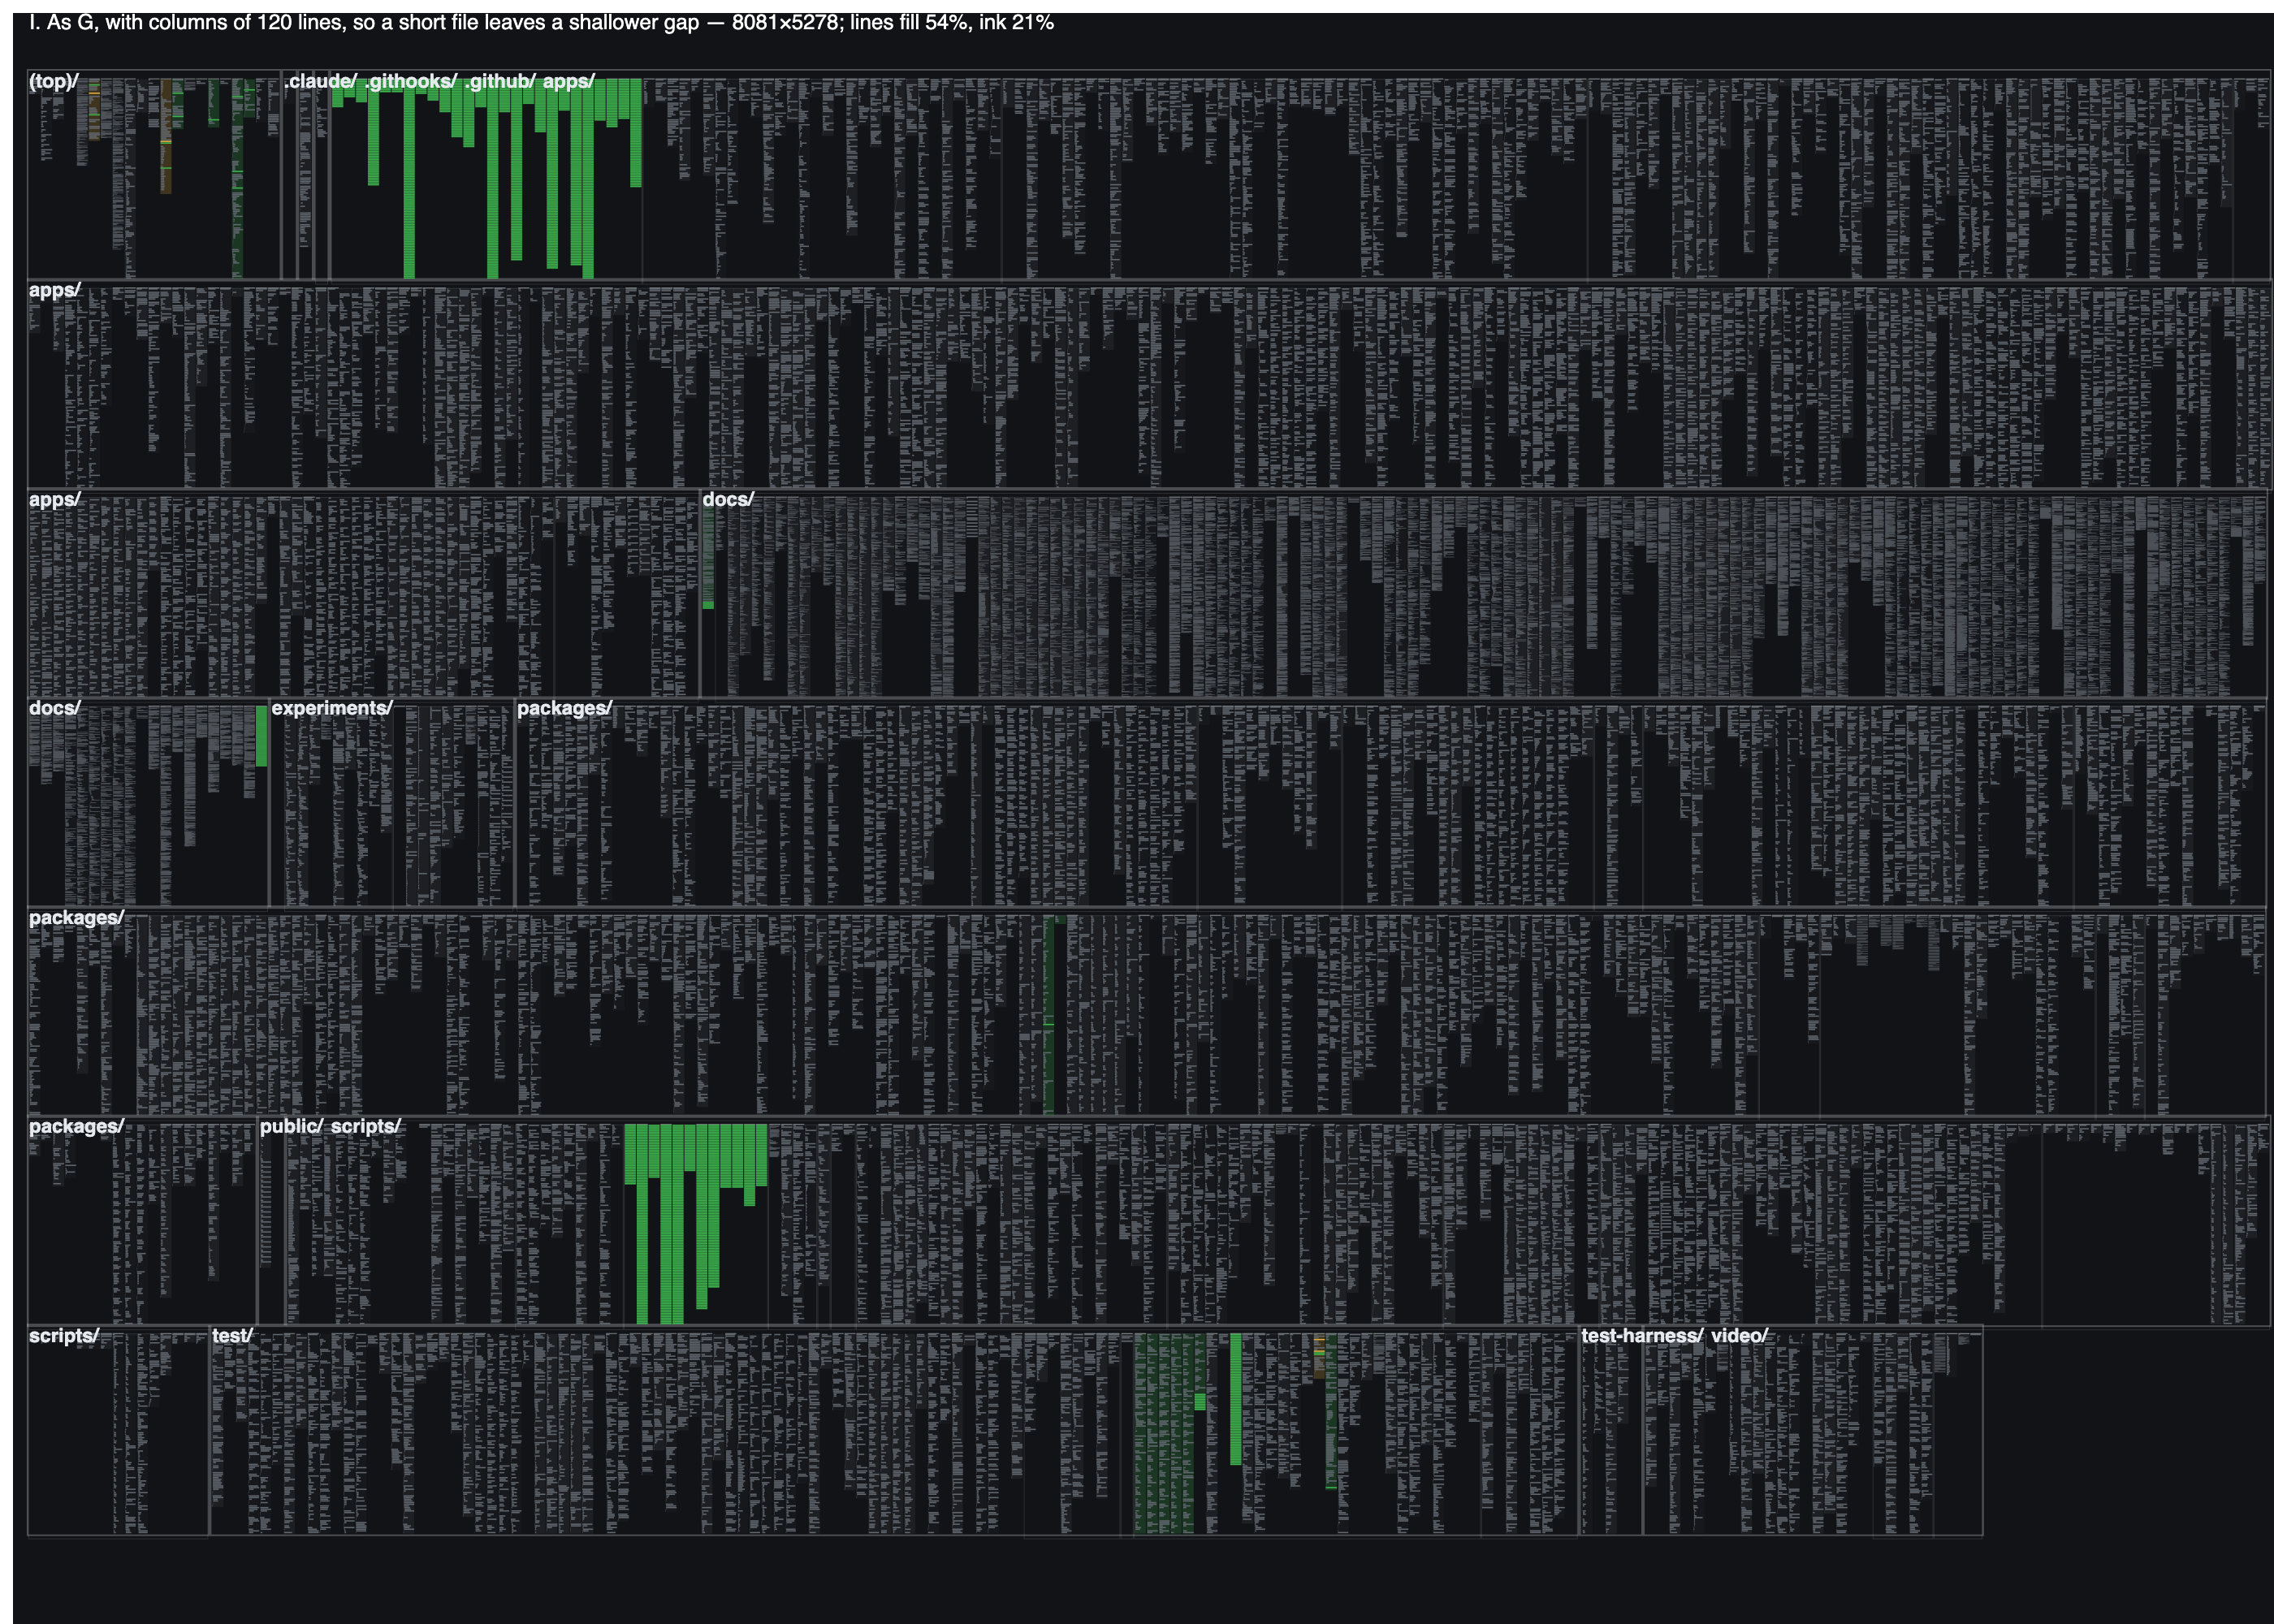 I. As G, with columns of 120 lines, so a short file leaves a shallower gap — 8081×5278; lines fill 54%, ink 21%
(top)/ .claude/ .githooks/ .github/ apps/
apps/
apps/ docs/
docs/ experiments/ packages/
packages/
packages/ public/ scripts/
scripts/ test/ test-harness/ video/